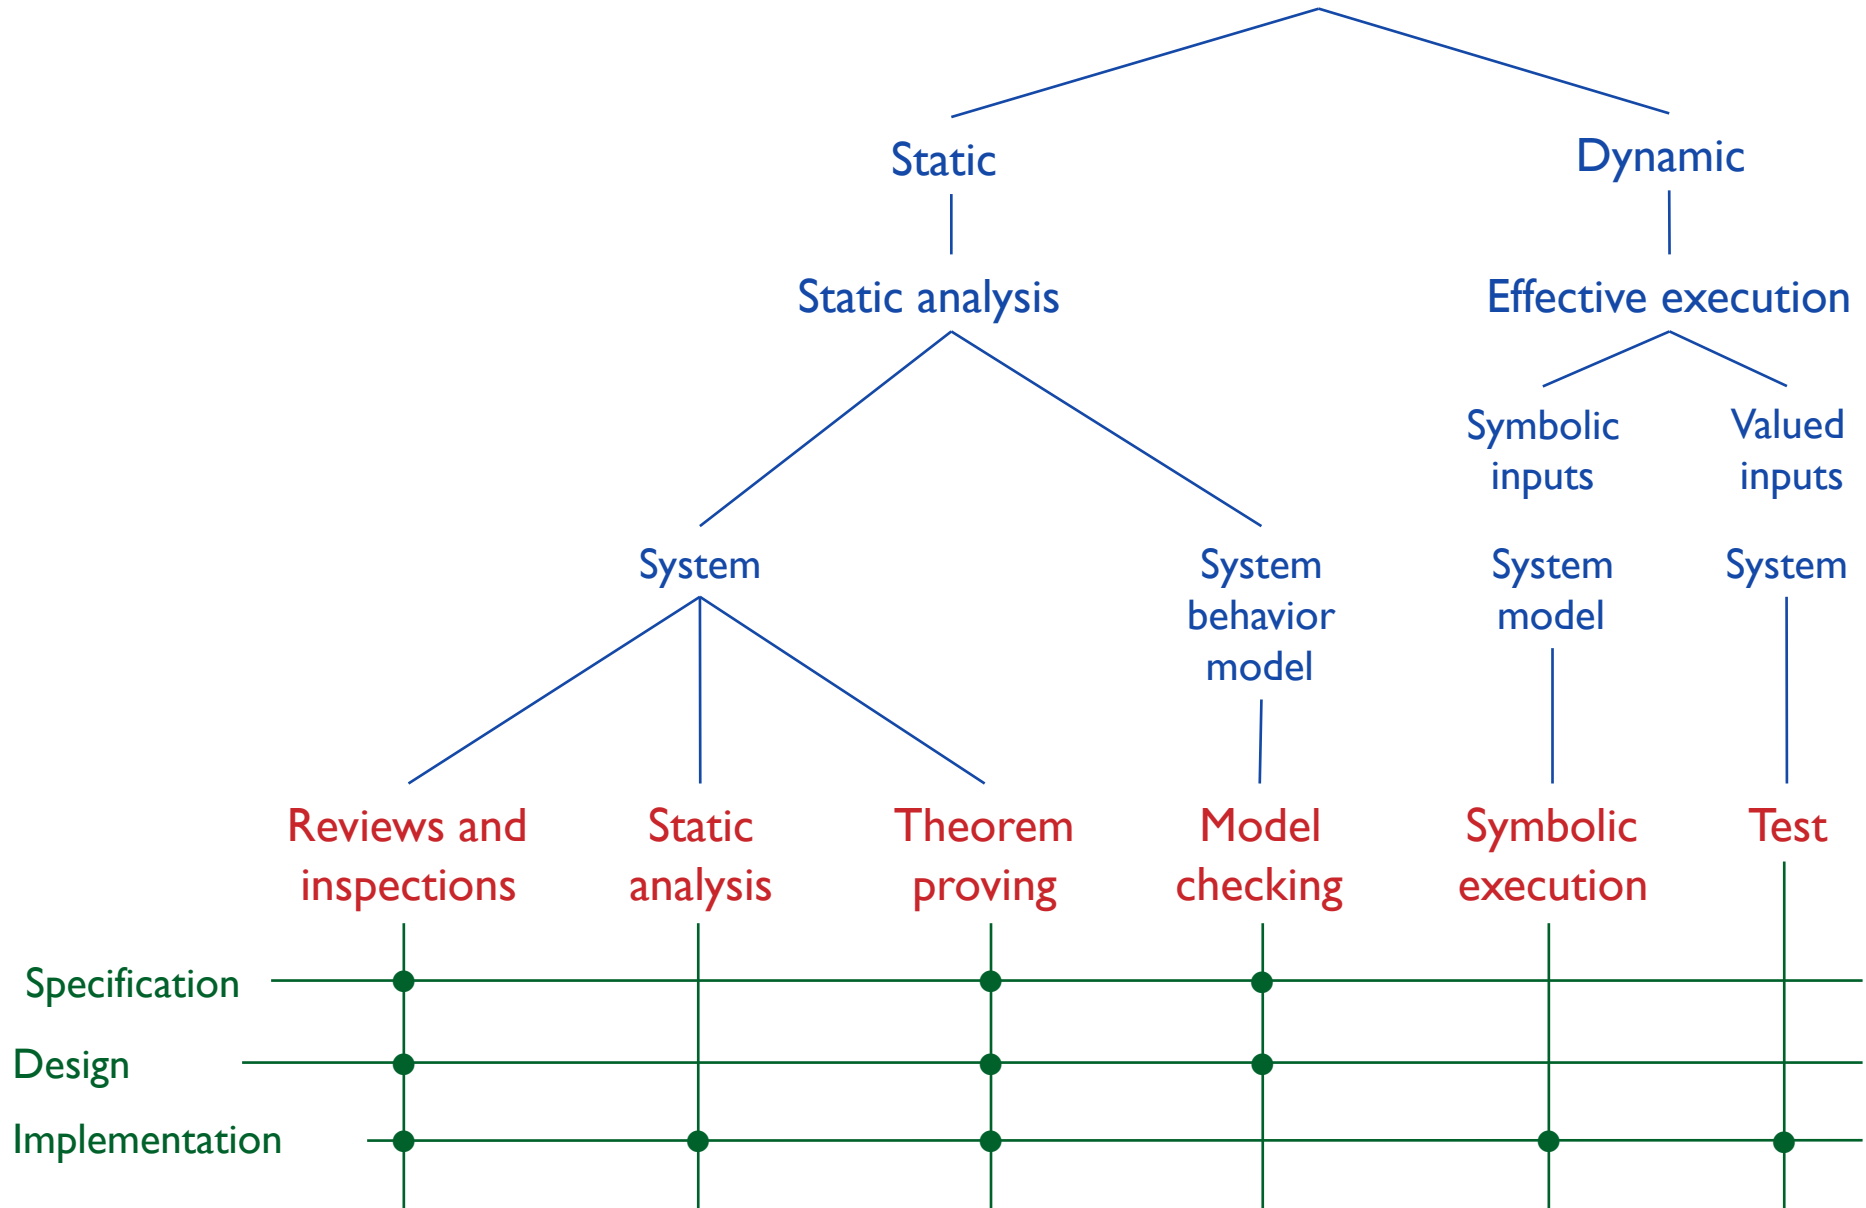 Static
Dynamic
Static analysis
Effective execution
Symbolic
inputs
Valued
inputs
System
System
behavior
model
System
model
System
Reviews and
inspections
Static
analysis
Theorem
proving
Model
checking
Symbolic
execution
Test
Specification
Design
Implementation